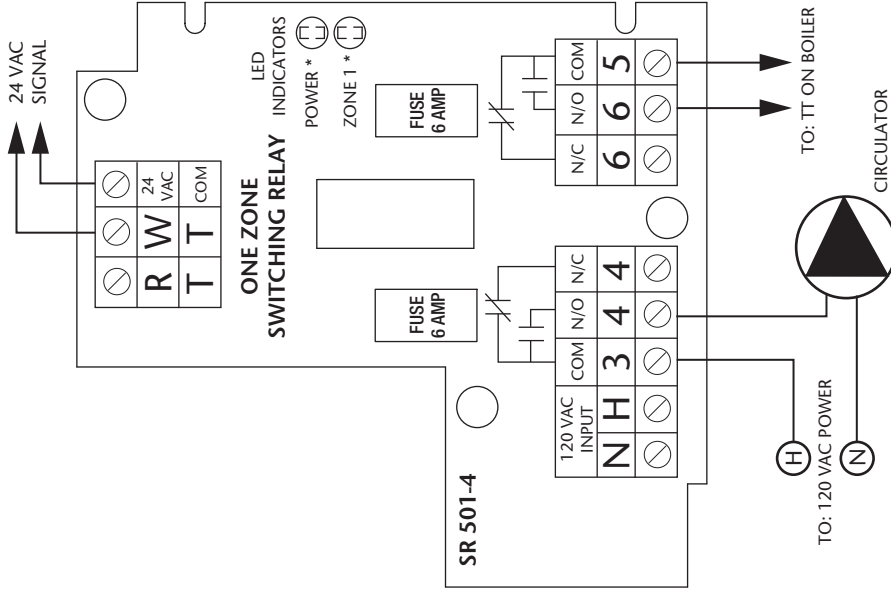 24 VAC
SIGNAL
24
VAC
R W
T T COM
ONE ZONE
SWITCHING RELAY
LED
INDICATORS
POWER *
ZONE 1 *
FUSE
6 AMP
FUSE
6 AMP
SR 501-4
120 VAC
INPUT
COM N/O N/C
N H 3 4 4
N/C N/O COM
6 6 5
H
N
TO: 120 VAC POWER
CIRCULATOR
TO: TT ON BOILER